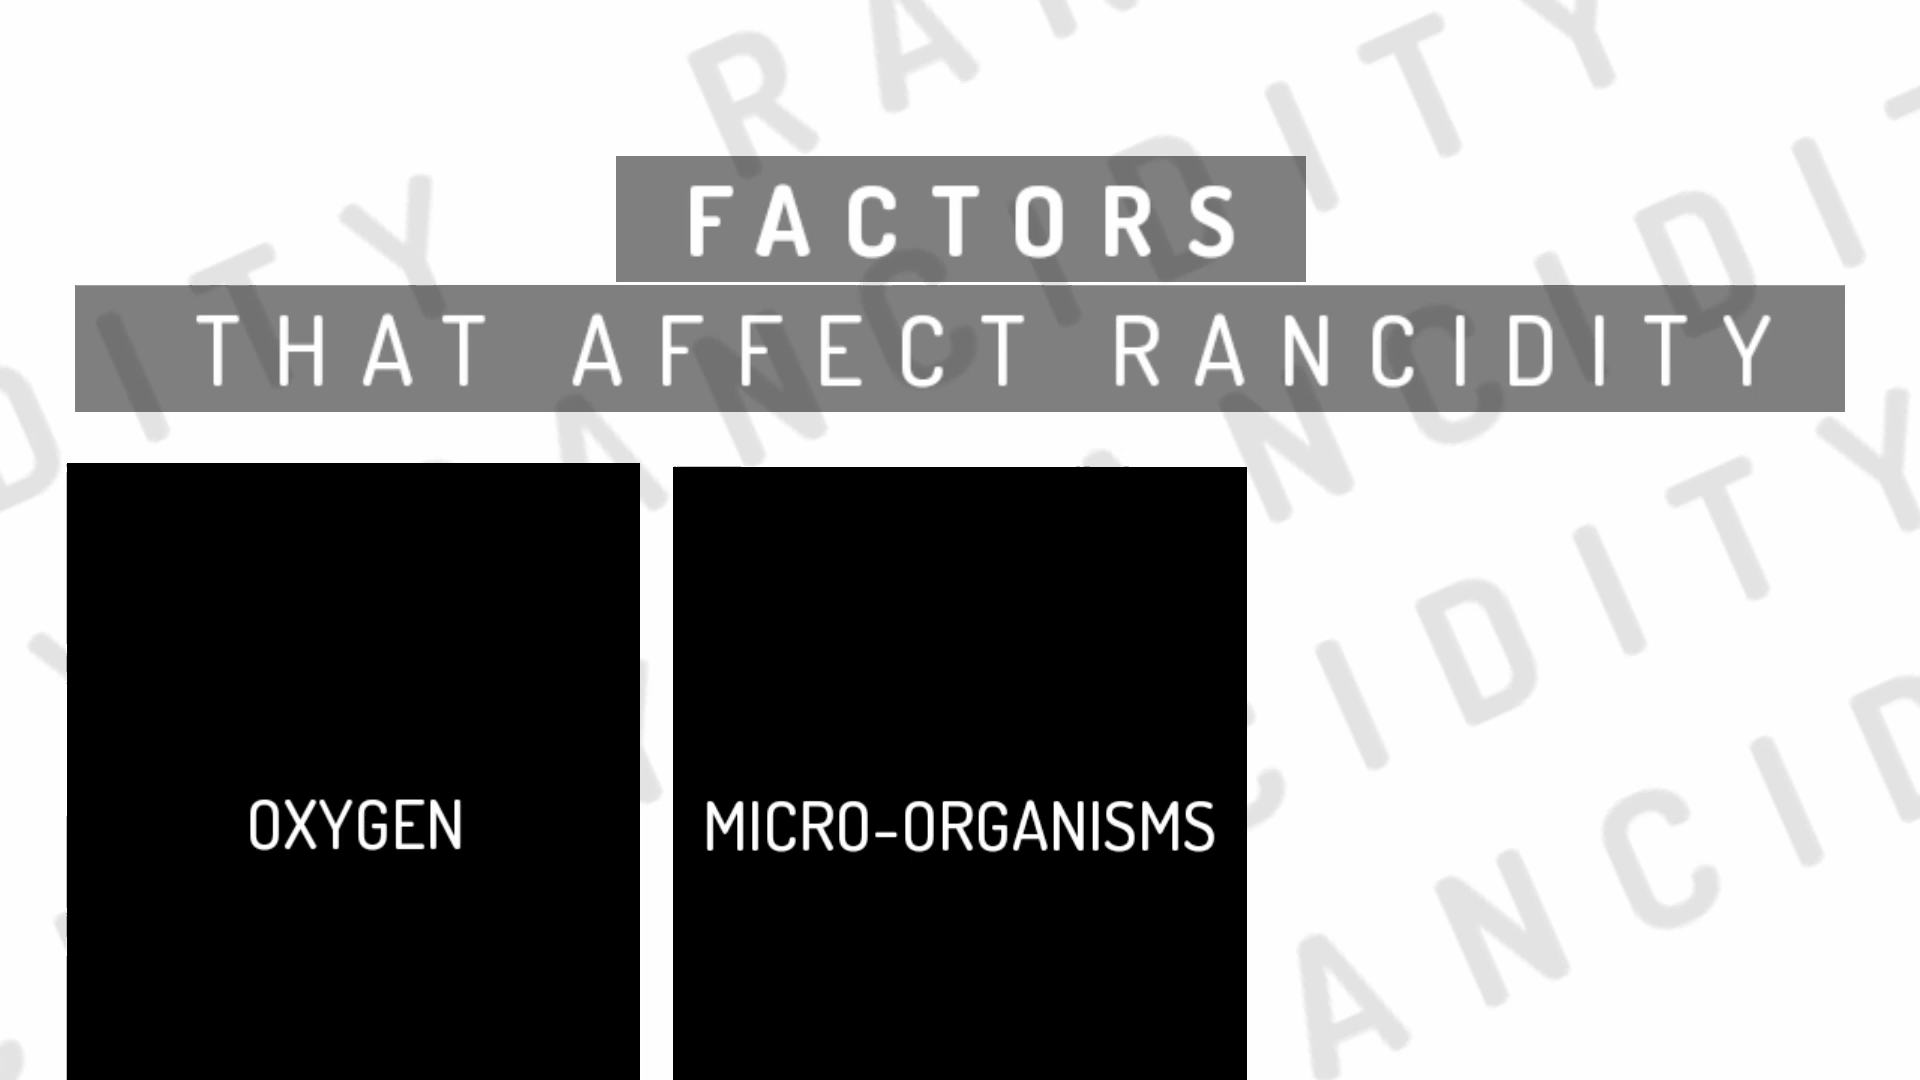 FACTORS
THAT AFFECT RANCIDITY
OXYGEN
MICRO-ORGANISMS